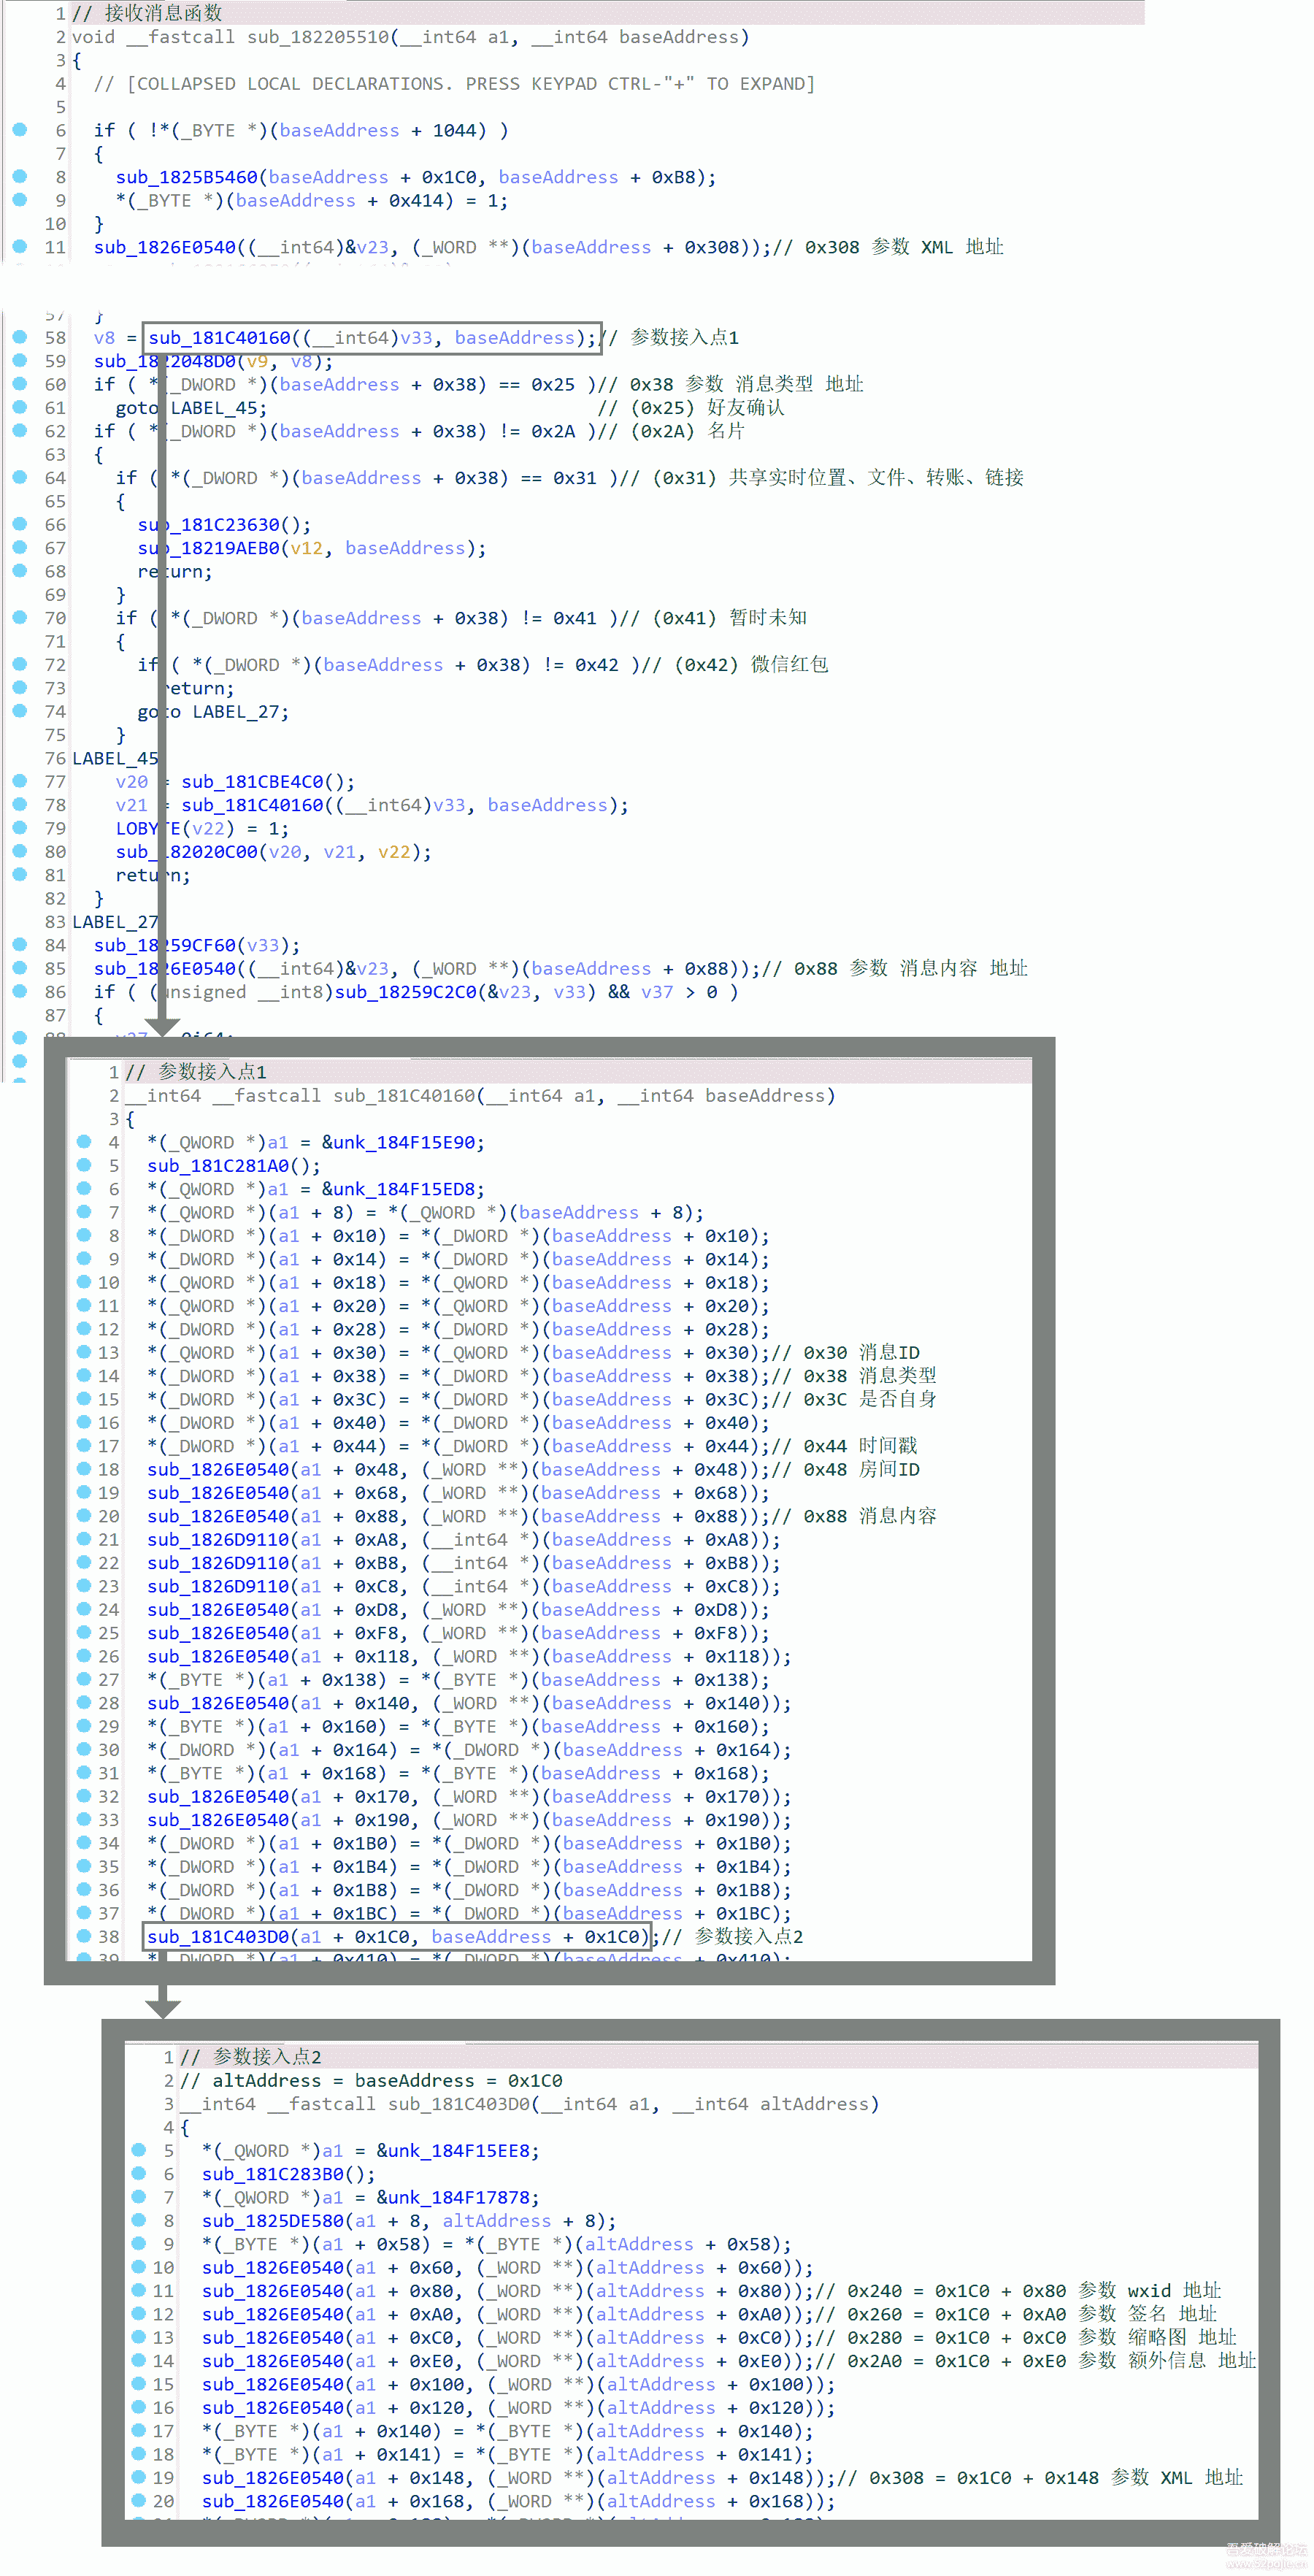 1 // 接收消息函数
2 void __fastcall sub_182205510(__int64 a1, __int64 baseAddress)
3 {
4 // [COLLAPSED LOCAL DECLARATIONS. PRESS KEYPAD CTRL-"+" TO EXPAND]
5
6 if ( !*(_BYTE *)(baseAddress + 1044) )
7 {
8 sub_1825B5460(baseAddress + 0x1C0, baseAddress + 0xB8);
9 *(_BYTE *)(baseAddress + 0x414) = 1;
10 }
11 sub_1826E0540((__int64)&v23, (_WORD **)(baseAddress + 0x308));// 0x308 参数 XML 地址
57 }
58 v8 = sub_181C40160((__int64)v33, baseAddress);// 参数接入点1
59 sub_1822048D0(v9, v8);
60 if ( *(_DWORD *)(baseAddress + 0x38) == 0x25 )// 0x38 参数 消息类型 地址
61 goto LABEL_45; // (0x25) 好友确认
62 if ( *(_DWORD *)(baseAddress + 0x38) != 0x2A )// (0x2A) 名片
63 {
64 if ( *(_DWORD *)(baseAddress + 0x38) == 0x31 )// (0x31) 共享实时位置、文件、转账、链接
65 {
66 sub_181C23630();
67 sub_18219AEB0(v12, baseAddress);
68 return;
69 }
70 if ( *(_DWORD *)(baseAddress + 0x38) != 0x41 )// (0x41) 暂时未知
71 {
72 if ( *(_DWORD *)(baseAddress + 0x38) != 0x42 )// (0x42) 微信红包
73 return;
74 goto LABEL_27;
75 }
76 LABEL_45
77 v20 = sub_181CBE4C0();
78 v21 = sub_181C40160((__int64)v33, baseAddress);
79 LOBYTE(v22) = 1;
80 sub_182020C00(v20, v21, v22);
81 return;
82 }
83 LABEL_27
84 sub_18259CF60(v33);
85 sub_1826E0540((__int64)&v23, (_WORD **)(baseAddress + 0x88));// 0x88 参数 消息内容 地址
86 if ( (unsigned __int8)sub_18259C2C0(&v23, v33) && v37 > 0 )
87 {
1 // 参数接入点1
2 __int64 __fastcall sub_181C40160(__int64 a1, __int64 baseAddress)
3 {
4 *(_QWORD *)a1 = &unk_184F15E90;
5 sub_181C281A0();
6 *(_QWORD *)a1 = &unk_184F15ED8;
7 *(_QWORD *)(a1 + 8) = *(_QWORD *)(baseAddress + 8);
8 *(_DWORD *)(a1 + 0x10) = *(_DWORD *)(baseAddress + 0x10);
9 *(_DWORD *)(a1 + 0x14) = *(_DWORD *)(baseAddress + 0x14);
10 *(_QWORD *)(a1 + 0x18) = *(_QWORD *)(baseAddress + 0x18);
11 *(_QWORD *)(a1 + 0x20) = *(_QWORD *)(baseAddress + 0x20);
12 *(_DWORD *)(a1 + 0x28) = *(_DWORD *)(baseAddress + 0x28);
13 *(_QWORD *)(a1 + 0x30) = *(_QWORD *)(baseAddress + 0x30);// 0x30 消息ID
14 *(_DWORD *)(a1 + 0x38) = *(_DWORD *)(baseAddress + 0x38);// 0x38 消息类型
15 *(_DWORD *)(a1 + 0x3C) = *(_DWORD *)(baseAddress + 0x3C);// 0x3C 是否自身
16 *(_DWORD *)(a1 + 0x40) = *(_DWORD *)(baseAddress + 0x40);
17 *(_DWORD *)(a1 + 0x44) = *(_DWORD *)(baseAddress + 0x44);// 0x44 时间戳
18 sub_1826E0540(a1 + 0x48, (_WORD **)(baseAddress + 0x48));// 0x48 房间ID
19 sub_1826E0540(a1 + 0x68, (_WORD **)(baseAddress + 0x68));
20 sub_1826E0540(a1 + 0x88, (_WORD **)(baseAddress + 0x88));// 0x88 消息内容
21 sub_1826D9110(a1 + 0xA8, (__int64 *)(baseAddress + 0xA8));
22 sub_1826D9110(a1 + 0xB8, (__int64 *)(baseAddress + 0xB8));
23 sub_1826D9110(a1 + 0xC8, (__int64 *)(baseAddress + 0xC8));
24 sub_1826E0540(a1 + 0xD8, (_WORD **)(baseAddress + 0xD8));
25 sub_1826E0540(a1 + 0xF8, (_WORD **)(baseAddress + 0xF8));
26 sub_1826E0540(a1 + 0x118, (_WORD **)(baseAddress + 0x118));
27 *(_BYTE *)(a1 + 0x138) = *(_BYTE *)(baseAddress + 0x138);
28 sub_1826E0540(a1 + 0x140, (_WORD **)(baseAddress + 0x140));
29 *(_BYTE *)(a1 + 0x160) = *(_BYTE *)(baseAddress + 0x160);
30 *(_DWORD *)(a1 + 0x164) = *(_DWORD *)(baseAddress + 0x164);
31 *(_BYTE *)(a1 + 0x168) = *(_BYTE *)(baseAddress + 0x168);
32 sub_1826E0540(a1 + 0x170, (_WORD **)(baseAddress + 0x170));
33 sub_1826E0540(a1 + 0x190, (_WORD **)(baseAddress + 0x190));
34 *(_DWORD *)(a1 + 0x1B0) = *(_DWORD *)(baseAddress + 0x1B0);
35 *(_DWORD *)(a1 + 0x1B4) = *(_DWORD *)(baseAddress + 0x1B4);
36 *(_DWORD *)(a1 + 0x1B8) = *(_DWORD *)(baseAddress + 0x1B8);
37 *(_DWORD *)(a1 + 0x1BC) = *(_DWORD *)(baseAddress + 0x1BC);
38 sub_181C403D0(a1 + 0x1C0, baseAddress + 0x1C0);// 参数接入点2
39 *(_DWORD *)(a1 + 0x410) = *(_DWORD *)(baseAddress + 0x410);
1 // 参数接入点2
2 // altAddress = baseAddress = 0x1C0
3 __int64 __fastcall sub_181C403D0(__int64 a1, __int64 altAddress)
4 {
5 *(_QWORD *)a1 = &unk_184F15EE8;
6 sub_181C283B0();
7 *(_QWORD *)a1 = &unk_184F17878;
8 sub_1825DE580(a1 + 8, altAddress + 8);
9 *(_BYTE *)(a1 + 0x58) = *(_BYTE *)(altAddress + 0x58);
10 sub_1826E0540(a1 + 0x60, (_WORD **)(altAddress + 0x60));
11 sub_1826E0540(a1 + 0x80, (_WORD **)(altAddress + 0x80));// 0x240 = 0x1C0 + 0x80 参数 wxid 地址
12 sub_1826E0540(a1 + 0xA0, (_WORD **)(altAddress + 0xA0));// 0x260 = 0x1C0 + 0xA0 参数 签名 地址
13 sub_1826E0540(a1 + 0xC0, (_WORD **)(altAddress + 0xC0));// 0x280 = 0x1C0 + 0xC0 参数 缩略图 地址
14 sub_1826E0540(a1 + 0xE0, (_WORD **)(altAddress + 0xE0));// 0x2A0 = 0x1C0 + 0xE0 参数 额外信息 地址
15 sub_1826E0540(a1 + 0x100, (_WORD **)(altAddress + 0x100));
16 sub_1826E0540(a1 + 0x120, (_WORD **)(altAddress + 0x120));
17 *(_BYTE *)(a1 + 0x140) = *(_BYTE *)(altAddress + 0x140);
18 *(_BYTE *)(a1 + 0x141) = *(_BYTE *)(altAddress + 0x141);
19 sub_1826E0540(a1 + 0x148, (_WORD **)(altAddress + 0x148));// 0x308 = 0x1C0 + 0x148 参数 XML 地址
20 sub_1826E0540(a1 + 0x168, (_WORD **)(altAddress + 0x168));
吾爱破解论坛
www.52pojie.cn